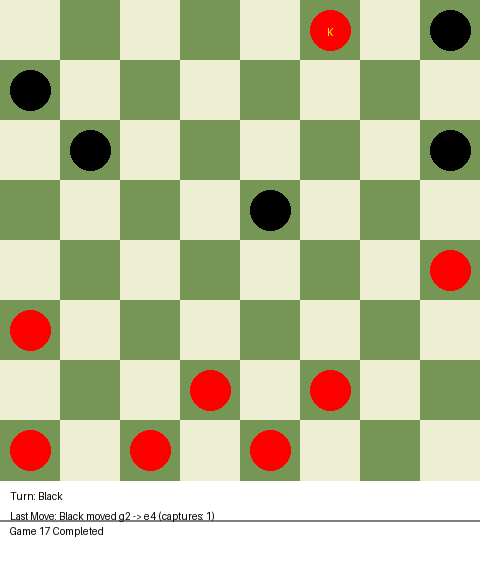 K
Turn: Black
Last Move: Black moved g2 -> e4 (captures: 1)
Game 17 Completed